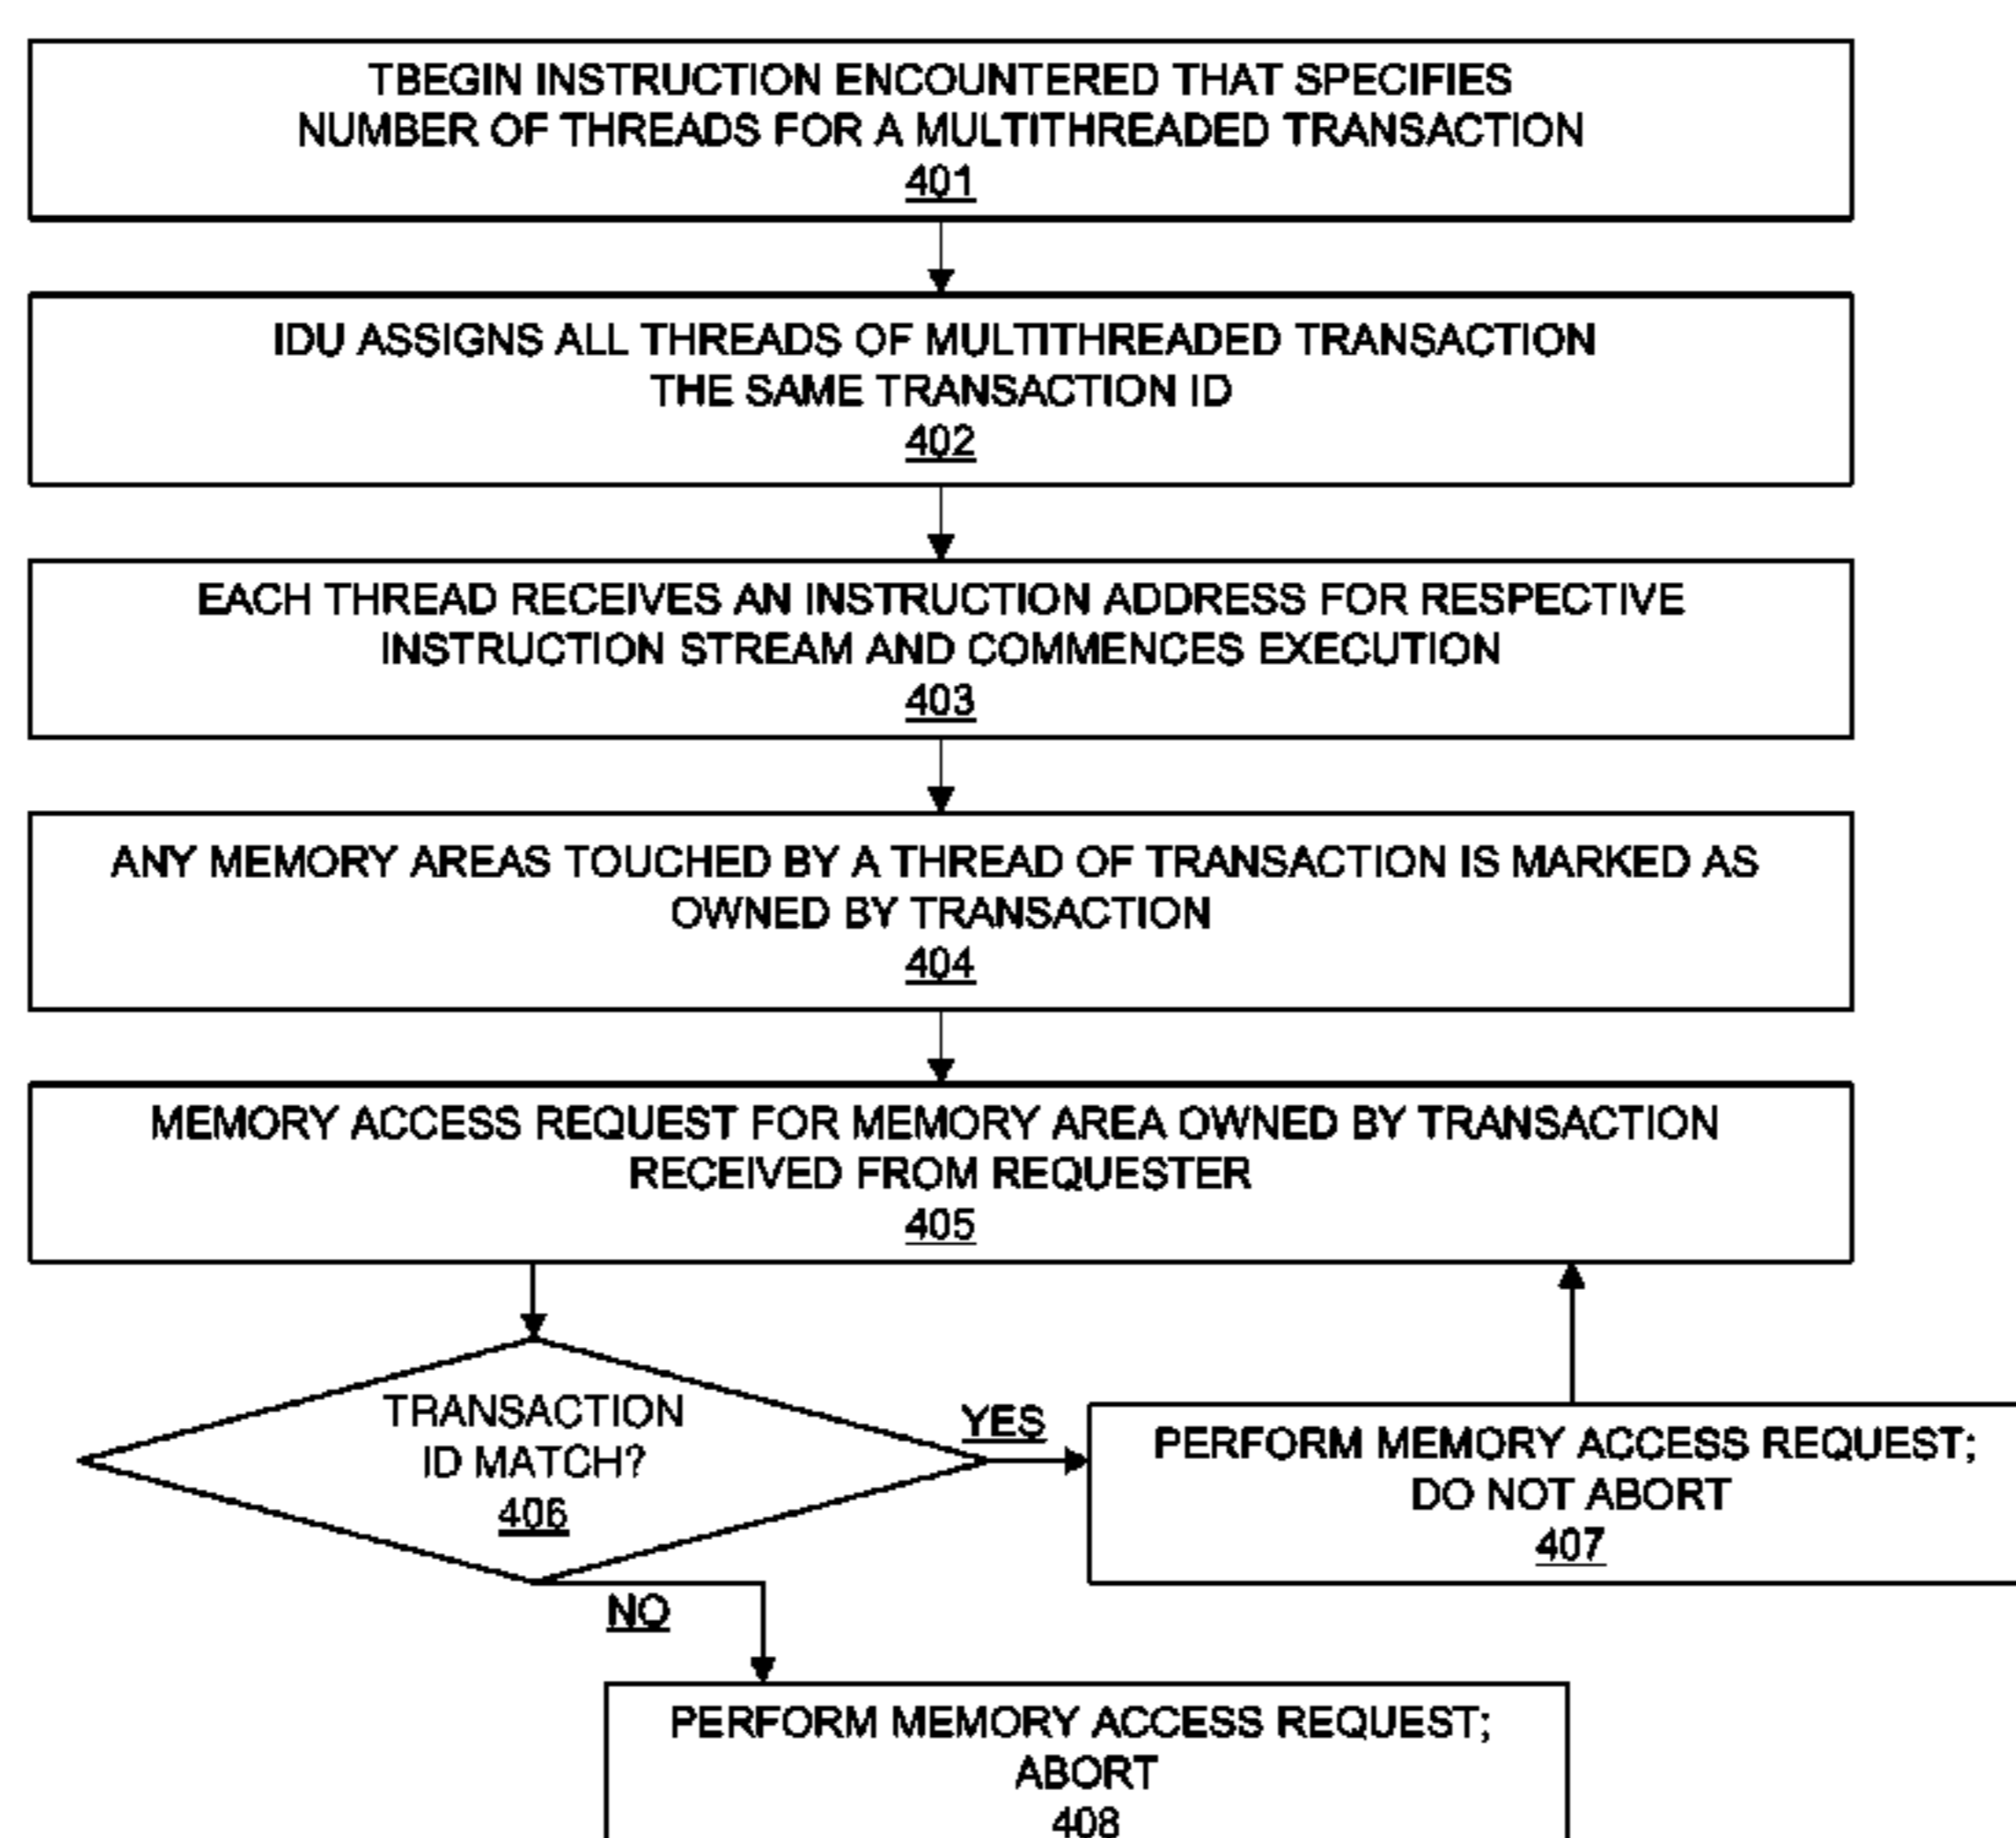 TBEGIN INSTRUCTION ENCOUNTERED THAT SPECIFIES
NUMBER OF THREADS FOR A MULTITHREADED TRANSACTION
401
IDU ASSIGNS ALL THREADS OF MULTITHREADED TRANSACTION
THE SAME TRANSACTION ID
402
EACH THREAD RECEIVES AN INSTRUCTION ADDRESS FOR RESPECTIVE
INSTRUCTION STREAM AND COMMENCES EXECUTION
403
ANY MEMORY AREAS TOUCHED BY A THREAD OF TRANSACTION IS MARKED AS
OWNED BY TRANSACTION
404
MEMORY ACCESS REQUEST FOR MEMORY AREA OWNED BY TRANSACTION
RECEIVED FROM REQUESTER
405
TRANSACTION
ID MATCH?
406
YES
PERFORM MEMORY ACCESS REQUEST;
DO NOT ABORT
407
NO
PERFORM MEMORY ACCESS REQUEST;
ABORT
408